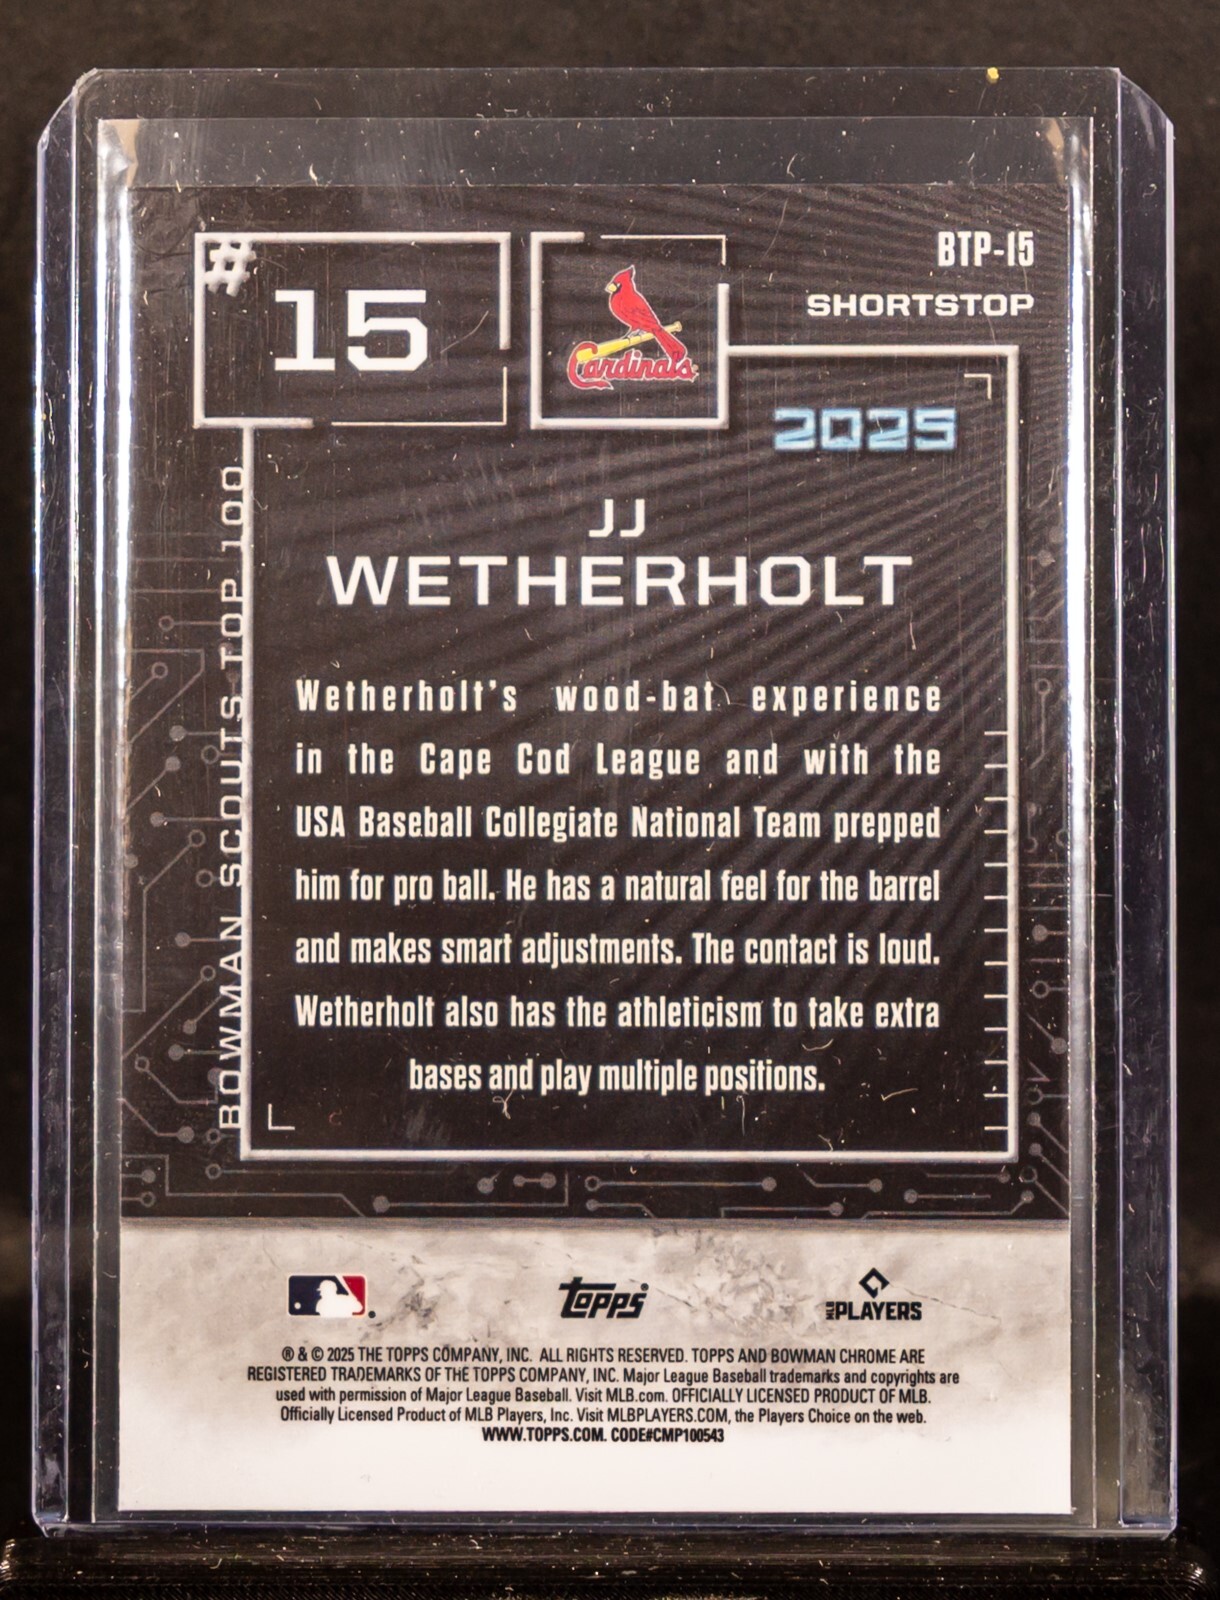 #
15
Cardinals
BTP-15
SHORTSTOP
2025
BOWMAN SCOUTS TOP 100
JJ
WETHERHOLT
Wetherholt's wood-bat experience
in the Cape Cod League and with the
USA Baseball Collegiate National Team prepped
him for pro ball. He has a natural feel for the barrel
and makes smart adjustments. The contact is loud.
Wetherholt also has the athleticism to take extra
bases and play multiple positions.
Topps
MLB PLAYERS
® & © 2025 THE TOPPS COMPANY, INC. ALL RIGHTS RESERVED. TOPPS AND BOWMAN CHROME ARE
REGISTERED TRADEMARKS OF THE TOPPS COMPANY, INC. Major League Baseball trademarks and copyrights are
used with permission of Major League Baseball. Visit MLB.com. OFFICIALLY LICENSED PRODUCT OF MLB.
Officially Licensed Product of MLB Players, Inc. Visit MLBPLAYERS.COM, the Players Choice on the web.
WWW.TOPPS.COM. CODE#CMP100543